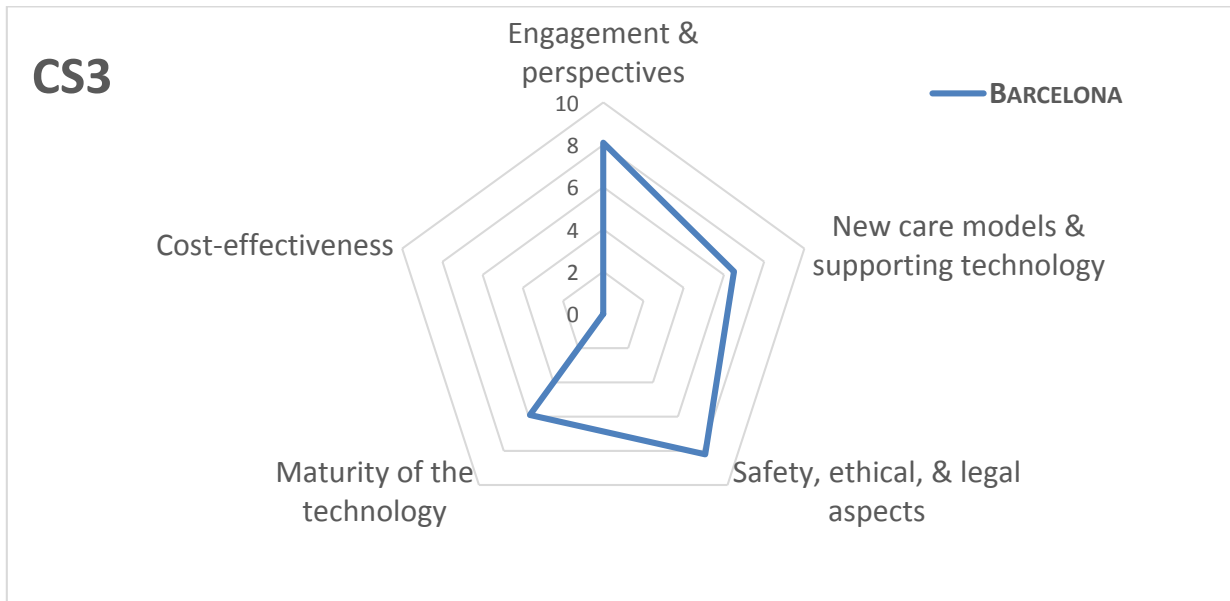 CS3
Engagement &
perspectives
BARCELONA
10
8
6
4
2
0
New care models &
supporting technology
Cost-effectiveness
Maturity of the
technology
Safety, ethical, & legal
aspects